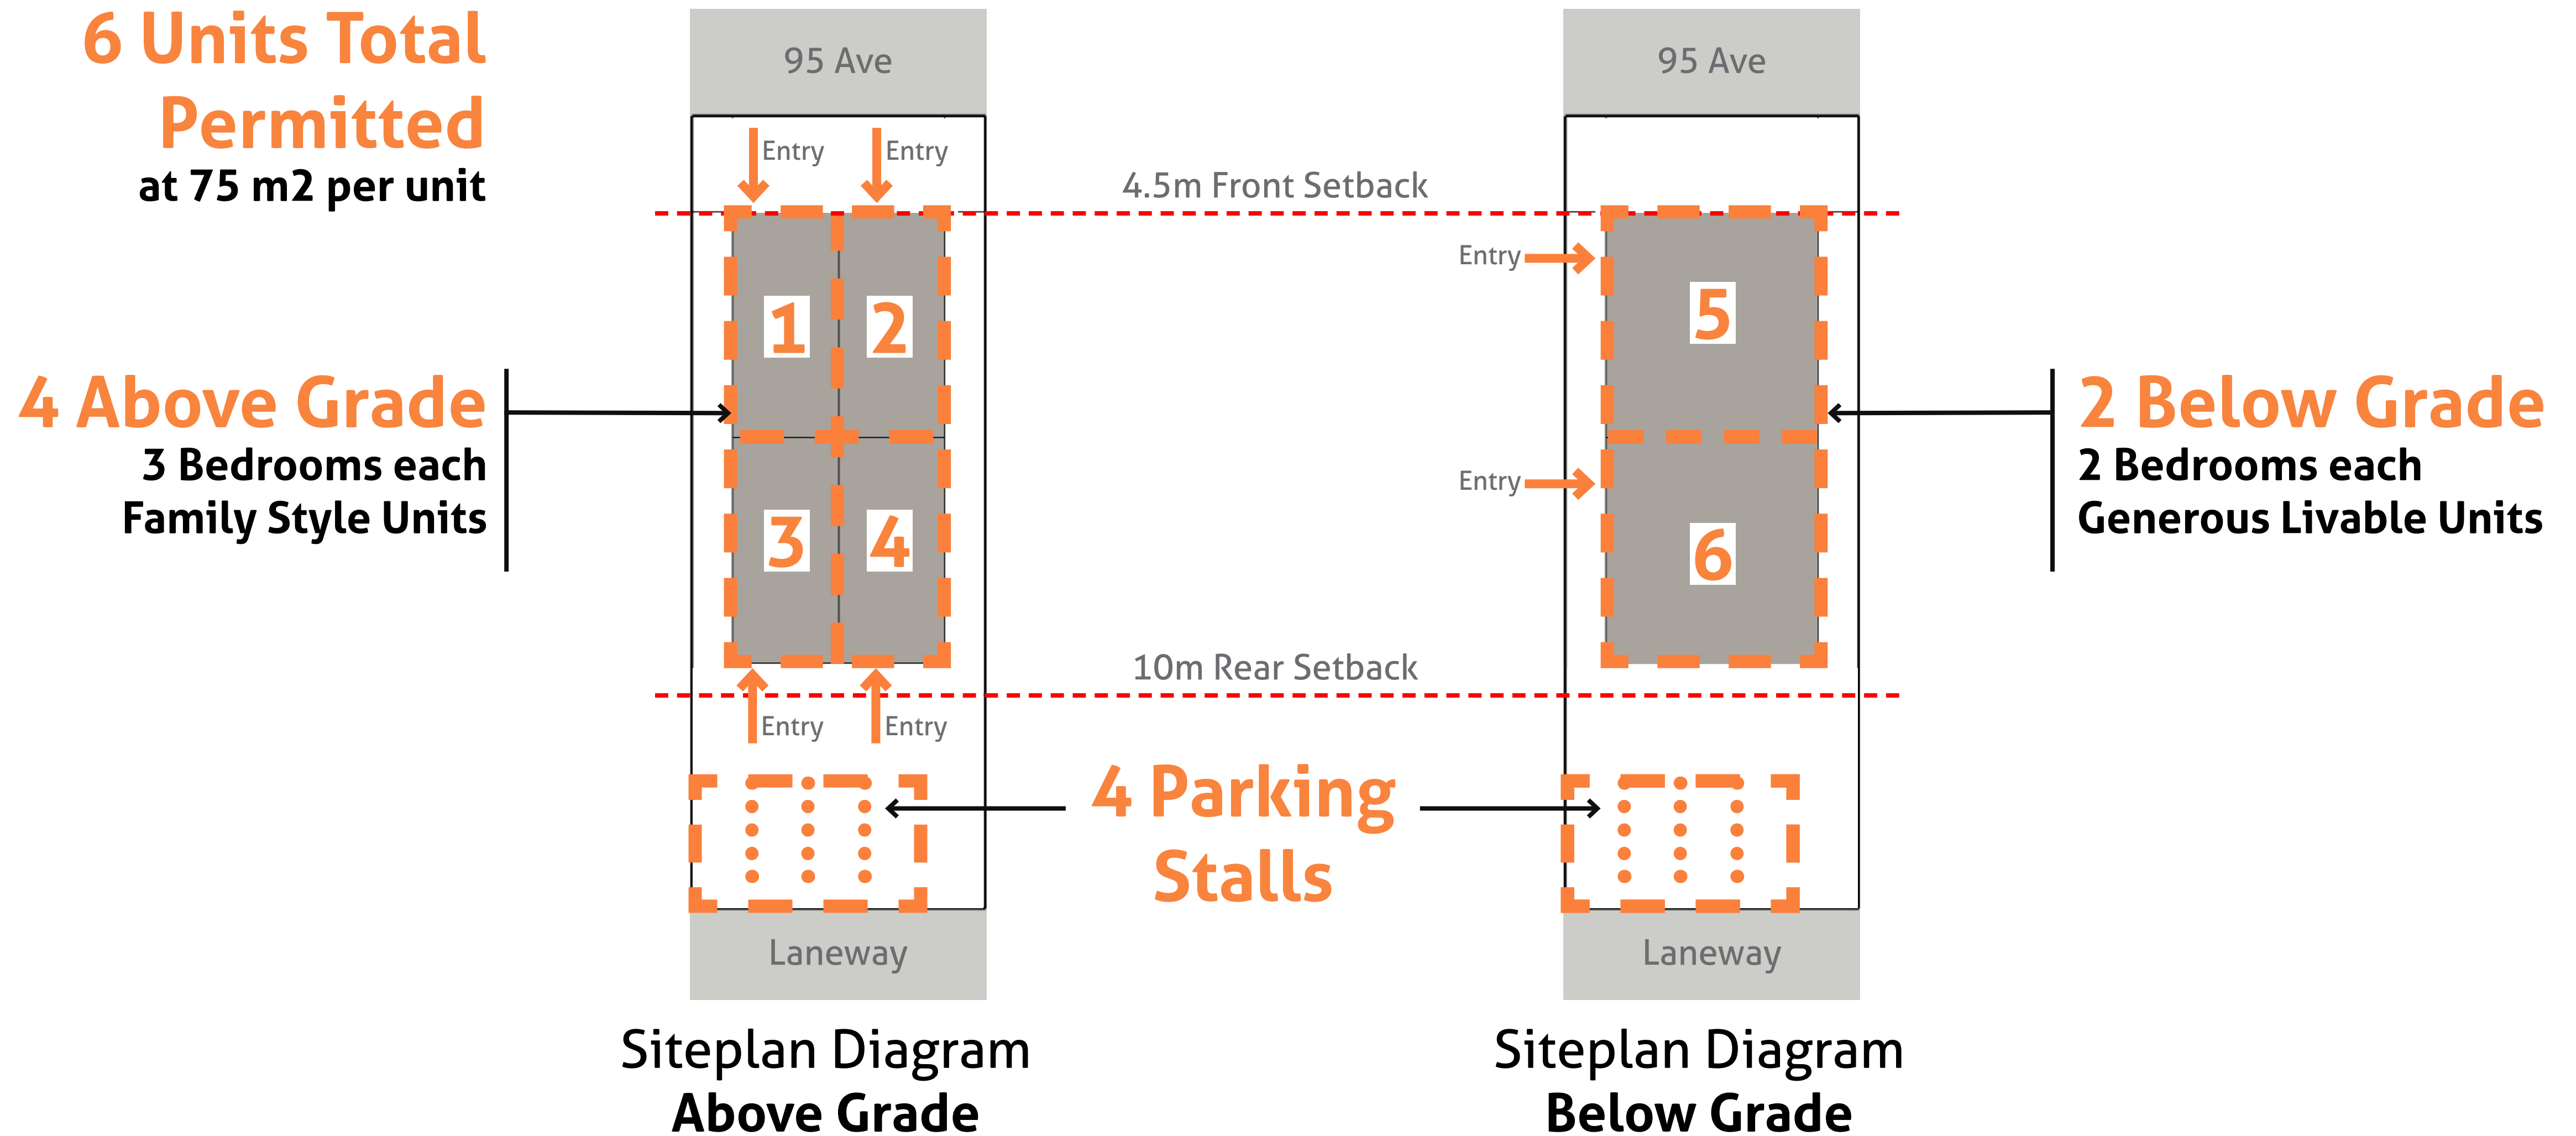 6 Units Total
Permitted
at 75 m2 per unit
4 Above Grade
3 Bedrooms each
Family Style Units
95 Ave
Entry
Entry
1
2
3
4
Entry
Entry
Laneway
Siteplan Diagram
Above Grade
4.5m Front Setback
10m Rear Setback
4 Parking
Stalls
95 Ave
Entry
5
Entry
6
Laneway
Siteplan Diagram
Below Grade
2 Below Grade
2 Bedrooms each
Generous Livable Units